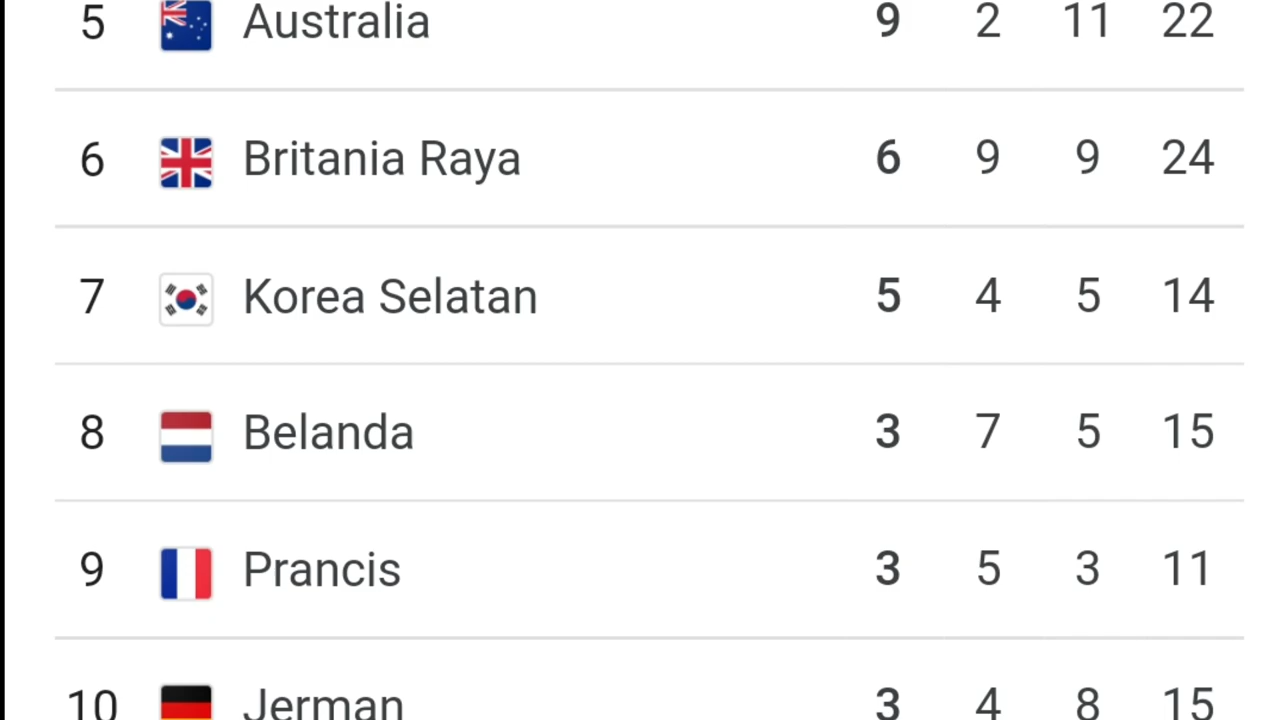 5 Australia 9 2 11 22
6 Britania Raya 6 9 9 24
7 Korea Selatan 5 4 5 14
8 Belanda 3 7 5 15
9 Prancis 3 5 3 11
10 Jerman 3 4 8 15